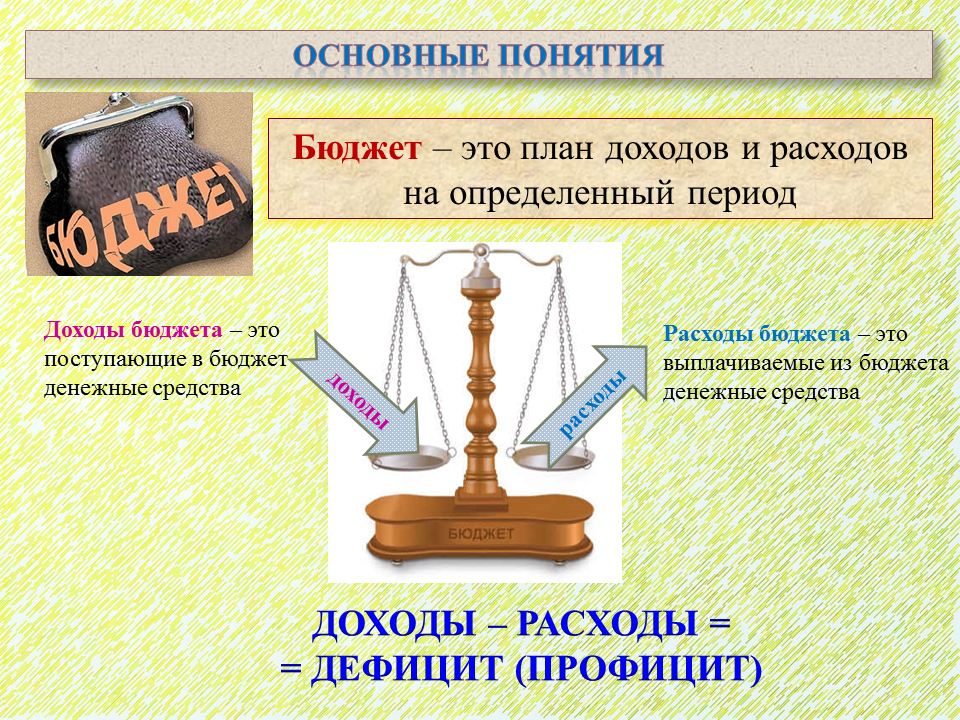 ОСНОВНЫЕ ПОНЯТИЯ
БЮДЖЕТ
Бюджет – это план доходов и расходов
на определенный период
Доходы бюджета – это
поступающие в бюджет
денежные средства
доходы
расходы
Расходы бюджета – это
выплачиваемые из бюджета
денежные средства
БЮДЖЕТ
ДОХОДЫ – РАСХОДЫ =
= ДЕФИЦИТ (ПРОФИЦИТ)